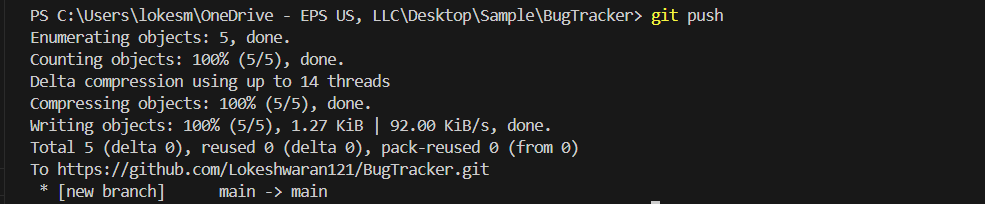 PS C:\Users\lokesm\OneDrive - EPS US, LLC\Desktop\Sample\BugTracker> git push
Enumerating objects: 5, done.
Counting objects: 100% (5/5), done.
Delta compression using up to 14 threads
Compressing objects: 100% (5/5), done.
Writing objects: 100% (5/5), 1.27 KiB | 92.00 KiB/s, done.
Total 5 (delta 0), reused 0 (delta 0), pack-reused 0 (from 0)
To https://github.com/Lokeshwaran121/BugTracker.git
 * [new branch]      main -> main